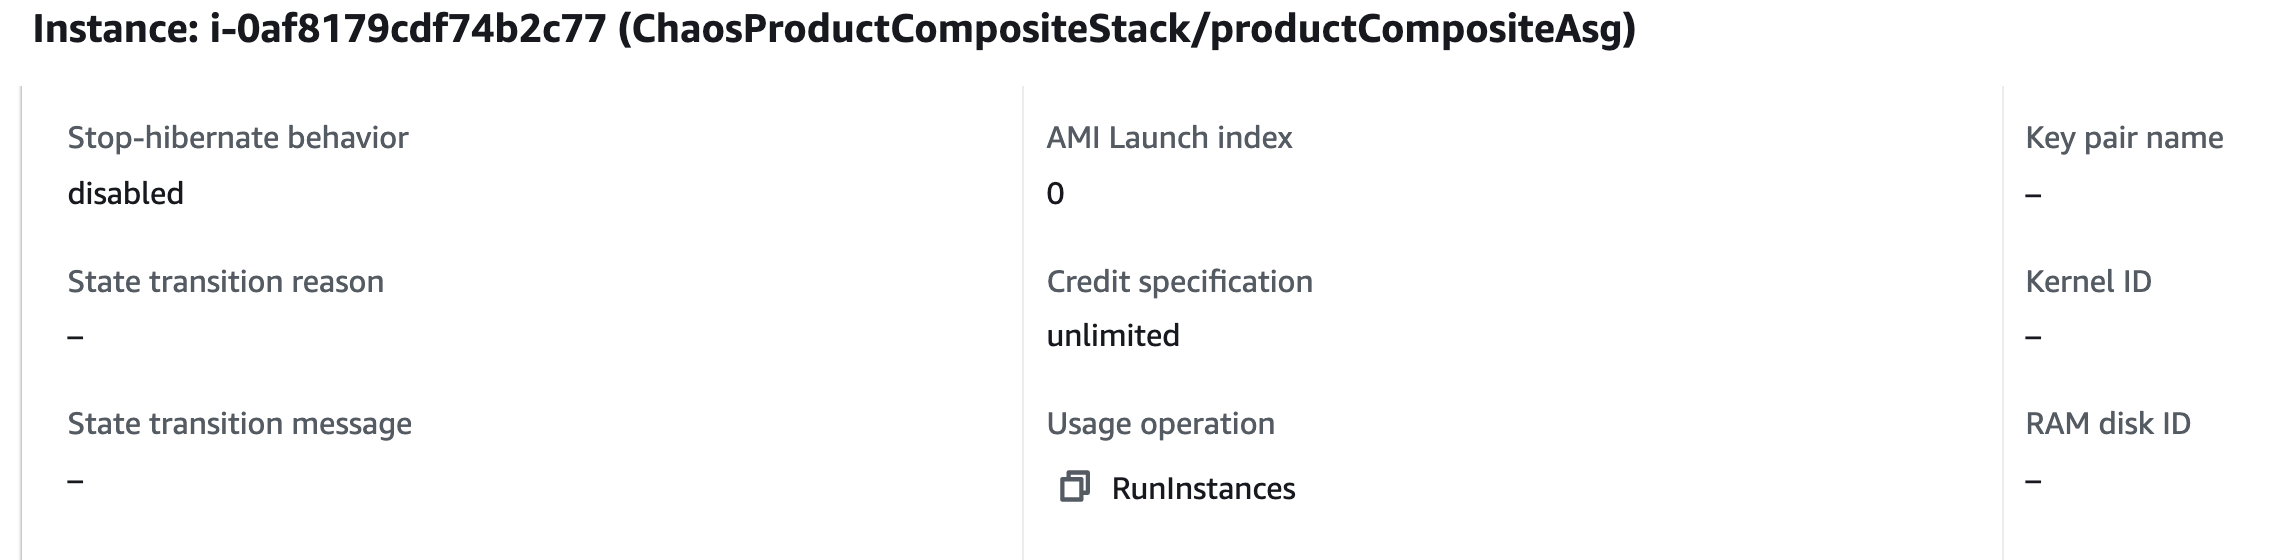 Instance: i-0af8179cdf74b2c77 (ChaosProductCompositeStack/productCompositeAsg)
Stop-hibernate behavior
disabled
State transition reason
–
State transition message
–
AMI Launch index
0
Credit specification
unlimited
Usage operation
RunInstances
Key pair name
–
Kernel ID
–
RAM disk ID
–